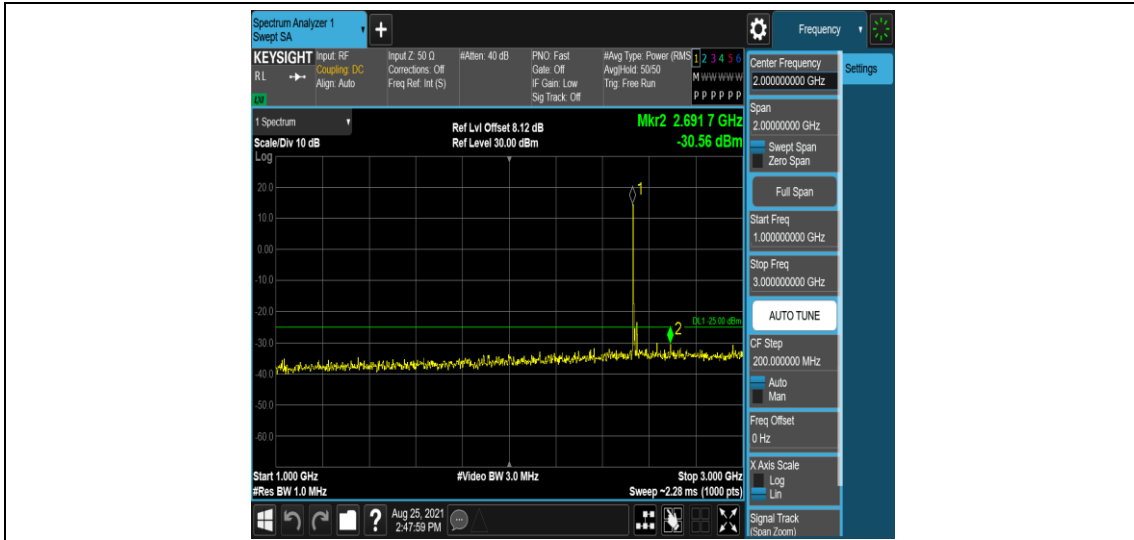 Spectrum Analyzer 1
Swept SA
Frequency
KEYSIGHT
RL
Input: RF
Coupling: DC
Align: Auto
Input Z: 50 Ω
Corrections: Off
Freq Ref: Int (S)
#Atten: 40 dB
PNO: Fast
Gate: Off
IF Gain: Low
Sig Track: Off
#Avg Type: Power (RMS
Avg|Hold: 50/50
Trig: Free Run
1 2 3 4 5 6
M W W W W W
P P P P P P
1 Spectrum
Scale/Div 10 dB
Log
Ref Lvl Offset 8.12 dB
Ref Level 30.00 dBm
Mkr2 2.691 7 GHz
-30.56 dBm
20.0
10.0
0.00
-10.0
-20.0
-30.0
-40.0
-50.0
-60.0
1
2
DL1 -25.00 dBm
Start 1.000 GHz
#Res BW 1.0 MHz
#Video BW 3.0 MHz
Stop 3.000 GHz
Sweep ~2.28 ms (1000 pts)
Aug 25, 2021
2:47:59 PM
Center Frequency
2.000000000 GHz
Settings
Span
2.00000000 GHz
Swept Span
Zero Span
Full Span
Start Freq
1.000000000 GHz
Stop Freq
3.000000000 GHz
AUTO TUNE
CF Step
200.000000 MHz
Auto
Man
Freq Offset
0 Hz
X Axis Scale
Log
Lin
Signal Track
(Span Zoom)